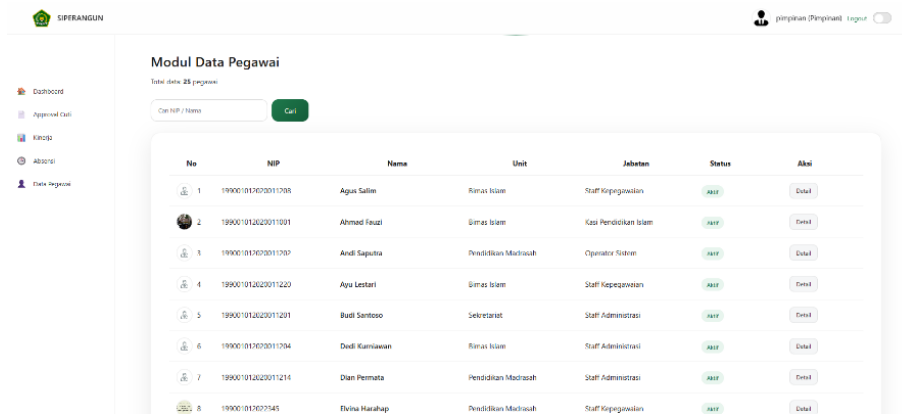 SIPERANGUN
pimpinan (Pimpinan) Logout
Modul Data Pegawai
Total data: 25 pegawai
Dashboard
Approval Cuti
Kinerja
Absensi
Data Pegawai
Cari NIP / Nama
Cari
No NIP Nama Unit Jabatan Status Aksi
1 199001012020011208 Agus Salim Bimas Islam Staff Kepegawaian Aktif Detail
2 199001012020011001 Ahmad Fauzi Bimas Islam Kasi Pendidikan Islam Aktif Detail
3 199001012020011202 Andi Saputra Pendidikan Madrasah Operator Sistem Aktif Detail
4 199001012020011220 Ayu Lestari Bimas Islam Staff Kepegawaian Aktif Detail
5 199001012020011201 Budi Santoso Sekretariat Staff Administrasi Aktif Detail
6 199001012020011204 Dedi Kurniawan Bimas Islam Staff Administrasi Aktif Detail
7 199001012020011214 Dian Permata Pendidikan Madrasah Staff Administrasi Aktif Detail
8 1990012022345 Elvina Harahap Pendidikan Madrasah Staff Kepegawaian Aktif Detail